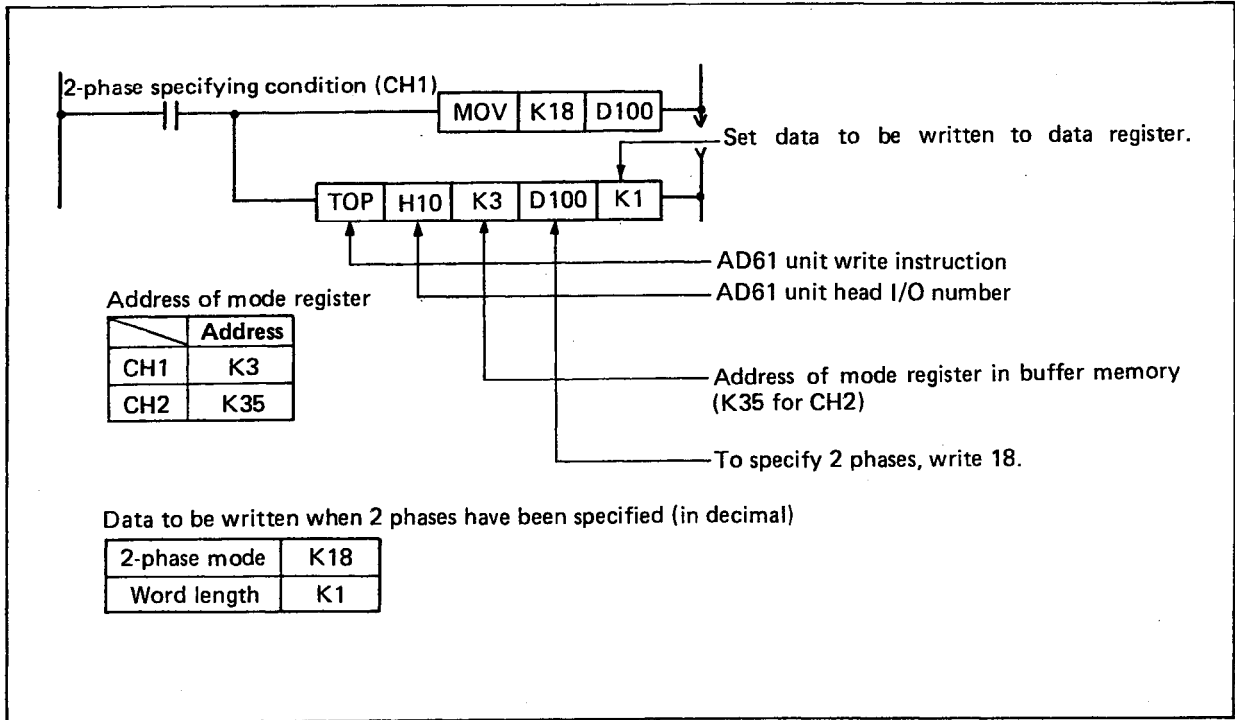 2-phase specifying condition (CH1)
MOV K18 D100
Set data to be written to data register.
TOP H10 K3 D100 K1
AD61 unit write instruction
AD61 unit head I/O number
Address of mode register
Address
CH1 K3
CH2 K35
Address of mode register in buffer memory
(K35 for CH2)
To specify 2 phases, write 18.
Data to be written when 2 phases have been specified (in decimal)
2-phase mode K18
Word length K1